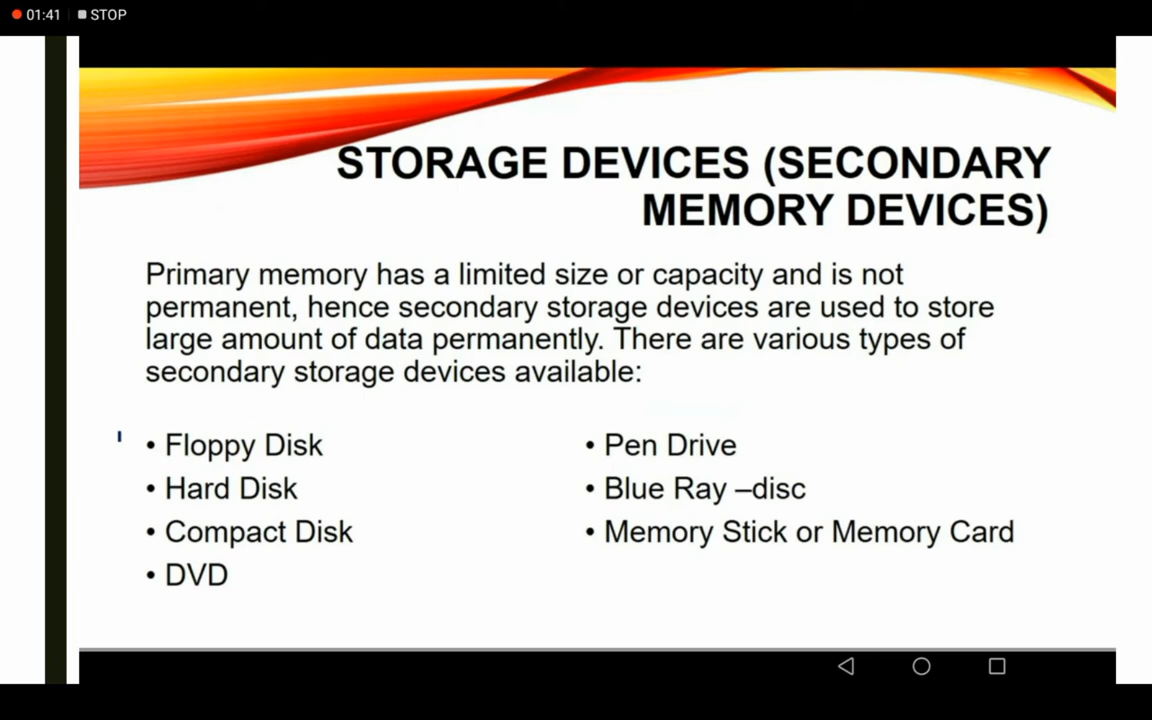 01:41 STOP
STORAGE DEVICES (SECONDARY
MEMORY DEVICES)
Primary memory has a limited size or capacity and is not
permanent, hence secondary storage devices are used to store
large amount of data permanently. There are various types of
secondary storage devices available:
• Floppy Disk
• Hard Disk
• Compact Disk
• DVD
• Pen Drive
• Blue Ray –disc
• Memory Stick or Memory Card